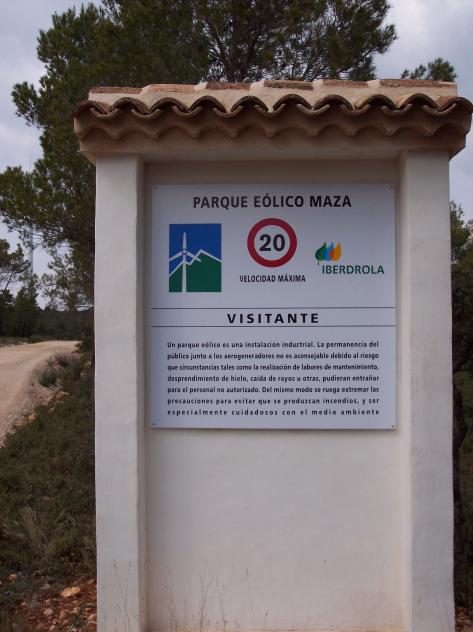 PARQUE EÓLICO MAZA
20
VELOCIDAD MÁXIMA
IBERDROLA
VISITANTE
Un parque eólico es una instalación industrial. La permanencia del
público junto a los aerogeneradores no es aconsejable debido al riesgo
que circunstancias tales como la realización de labores de mantenimiento,
desprendimiento de hielo, caida de rayos u otras, pudieran entrañar
para el personal no autorizado. Del mismo modo se ruega extremar las
precauciones para evitar que se produzcan incendios, y ser
especialmente cuidadosos con el medio ambiente